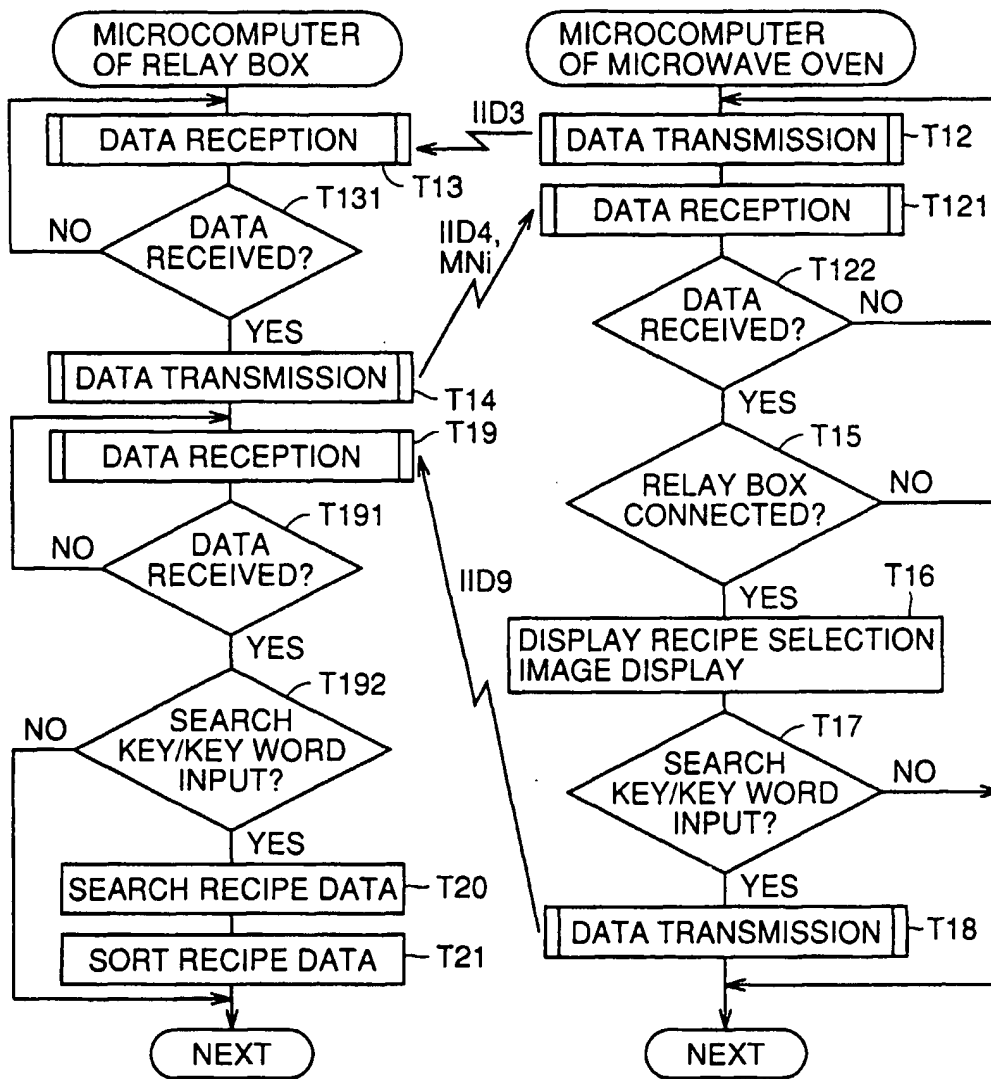 MICROCOMPUTER
OF RELAY BOX
DATA RECEPTION
T13
T131
NO
DATA
RECEIVED?
YES
DATA TRANSMISSION
T14
T19
DATA RECEPTION
T191
NO
DATA
RECEIVED?
YES
T192
NO
SEARCH
KEY/KEY WORD
INPUT?
YES
SEARCH RECIPE DATA
T20
SORT RECIPE DATA
T21
NEXT
IID3
IID4,
MNi
IID9
MICROCOMPUTER
OF MICROWAVE OVEN
DATA TRANSMISSION
T12
DATA RECEPTION
T121
T122
DATA
RECEIVED?
NO
YES
T15
RELAY BOX
CONNECTED?
NO
YES
T16
DISPLAY RECIPE SELECTION
IMAGE DISPLAY
T17
SEARCH
KEY/KEY WORD
INPUT?
NO
YES
DATA TRANSMISSION
T18
NEXT